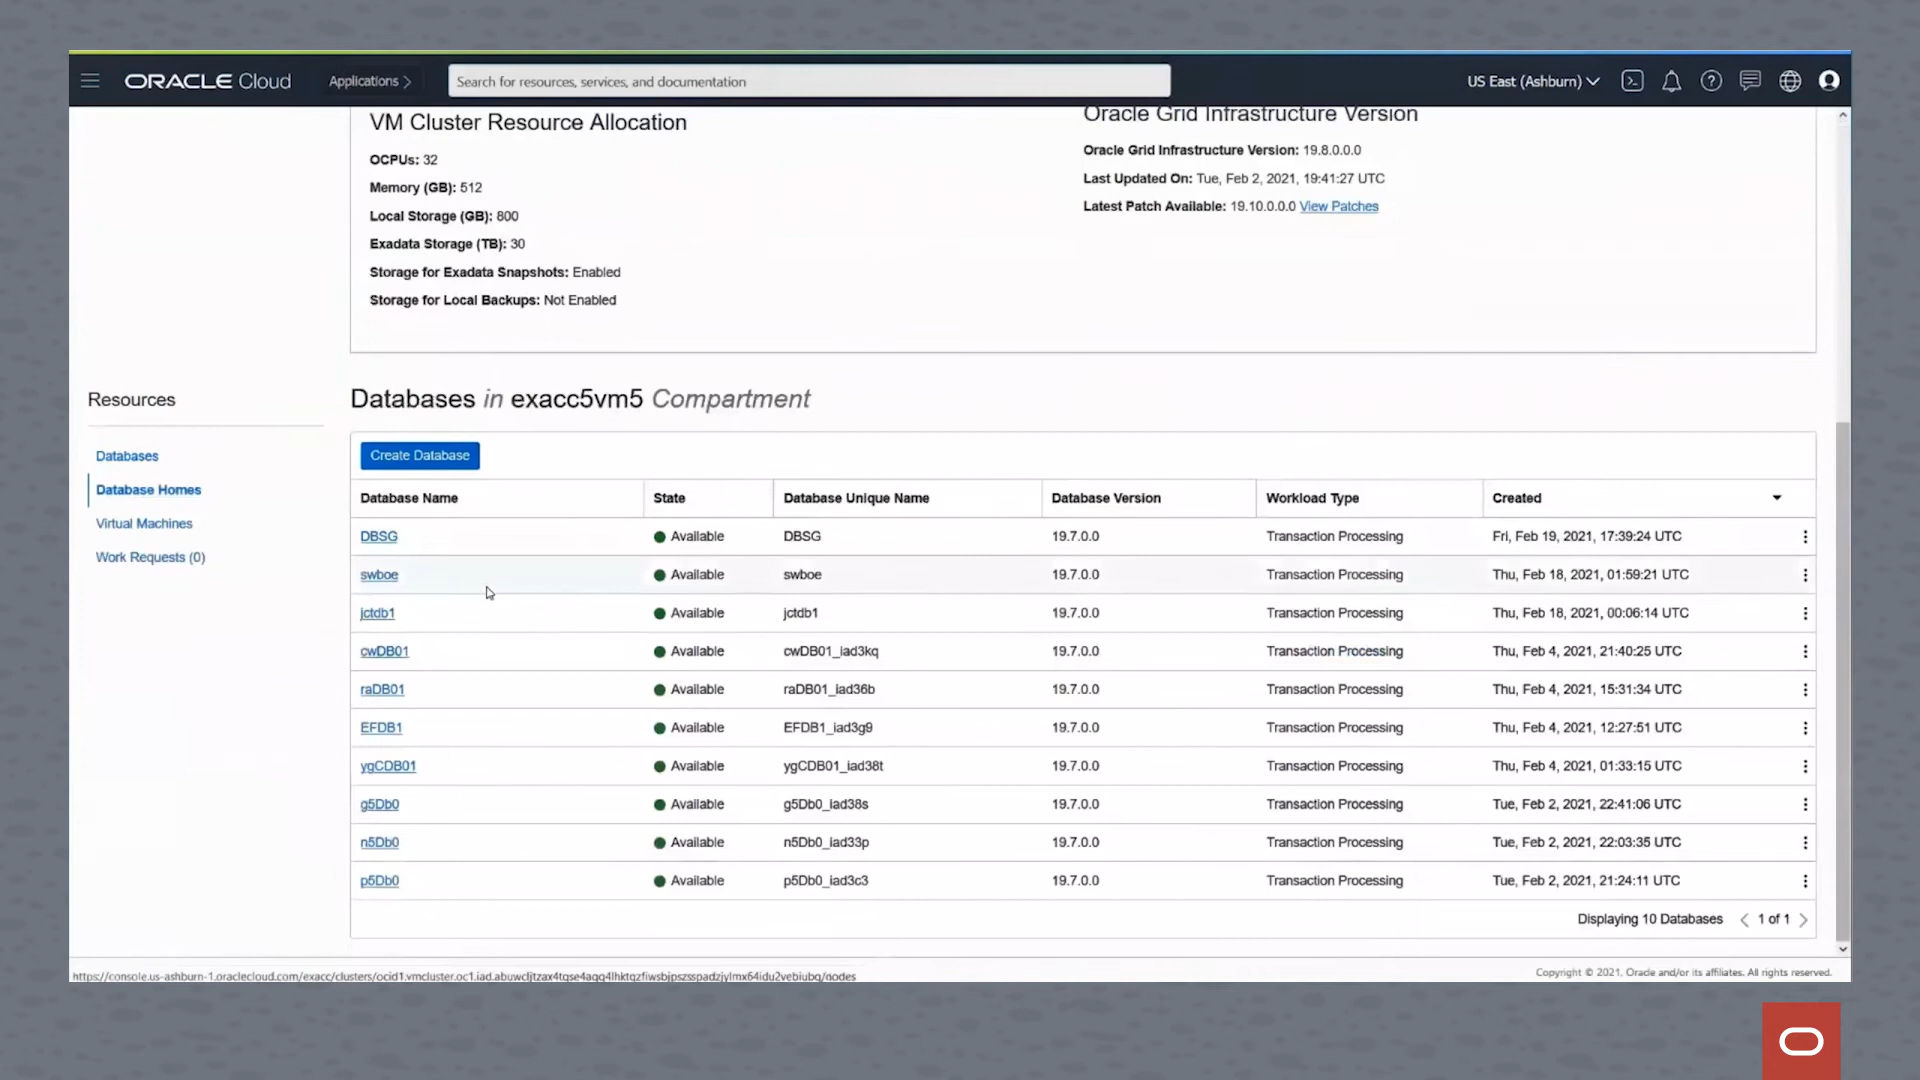 ORACLE Cloud
Applications
Search for resources, services, and documentation
US East (Ashburn)
VM Cluster Resource Allocation
OCPUs: 32
Memory (GB): 512
Local Storage (GB): 800
Exadata Storage (TB): 30
Storage for Exadata Snapshots: Enabled
Storage for Local Backups: Not Enabled
Oracle Grid Infrastructure Version
Oracle Grid Infrastructure Version: 19.8.0.0.0
Last Updated On: Tue, Feb 2, 2021, 19:41:27 UTC
Latest Patch Available: 19.10.0.0.0 View Patches
Resources
Databases
Database Homes
Virtual Machines
Work Requests (0)
Databases in exacc5vm5 Compartment
Create Database
Database Name State Database Unique Name Database Version Workload Type Created
DBSG Available DBSG 19.7.0.0 Transaction Processing Fri, Feb 19, 2021, 17:39:24 UTC
swboe Available swboe 19.7.0.0 Transaction Processing Thu, Feb 18, 2021, 01:59:21 UTC
jctdb1 Available jctdb1 19.7.0.0 Transaction Processing Thu, Feb 18, 2021, 00:06:14 UTC
cwDB01 Available cwDB01_iad3kq 19.7.0.0 Transaction Processing Thu, Feb 4, 2021, 21:40:25 UTC
raDB01 Available raDB01_iad36b 19.7.0.0 Transaction Processing Thu, Feb 4, 2021, 15:31:34 UTC
EFDB1 Available EFDB1_iad3g9 19.7.0.0 Transaction Processing Thu, Feb 4, 2021, 12:27:51 UTC
ygCDB01 Available ygCDB01_iad38t 19.7.0.0 Transaction Processing Thu, Feb 4, 2021, 01:33:15 UTC
g5Db0 Available g5Db0_iad38s 19.7.0.0 Transaction Processing Tue, Feb 2, 2021, 22:41:06 UTC
n5Db0 Available n5Db0_iad33p 19.7.0.0 Transaction Processing Tue, Feb 2, 2021, 22:03:35 UTC
p5Db0 Available p5Db0_iad3c3 19.7.0.0 Transaction Processing Tue, Feb 2, 2021, 21:24:11 UTC
Displaying 10 Databases 1 of 1
Copyright © 2021, Oracle and/or its affiliates. All rights reserved.